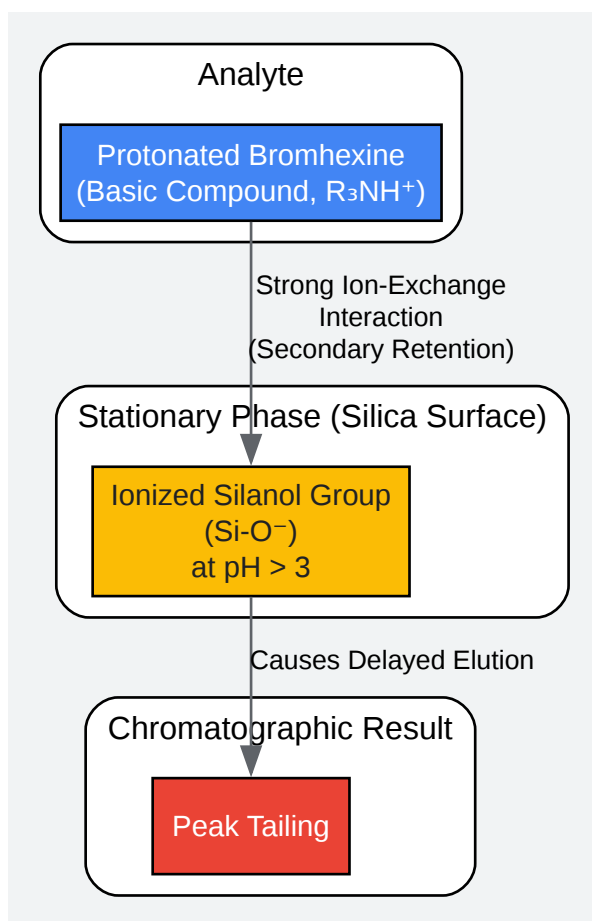 Analyte
Protonated Bromhexine
(Basic Compound, R₃NH⁺)
Strong Ion-Exchange
Interaction
(Secondary Retention)
Stationary Phase (Silica Surface)
Ionized Silanol Group
(Si-O⁻)
at pH > 3
Causes Delayed Elution
Chromatographic Result
Peak Tailing